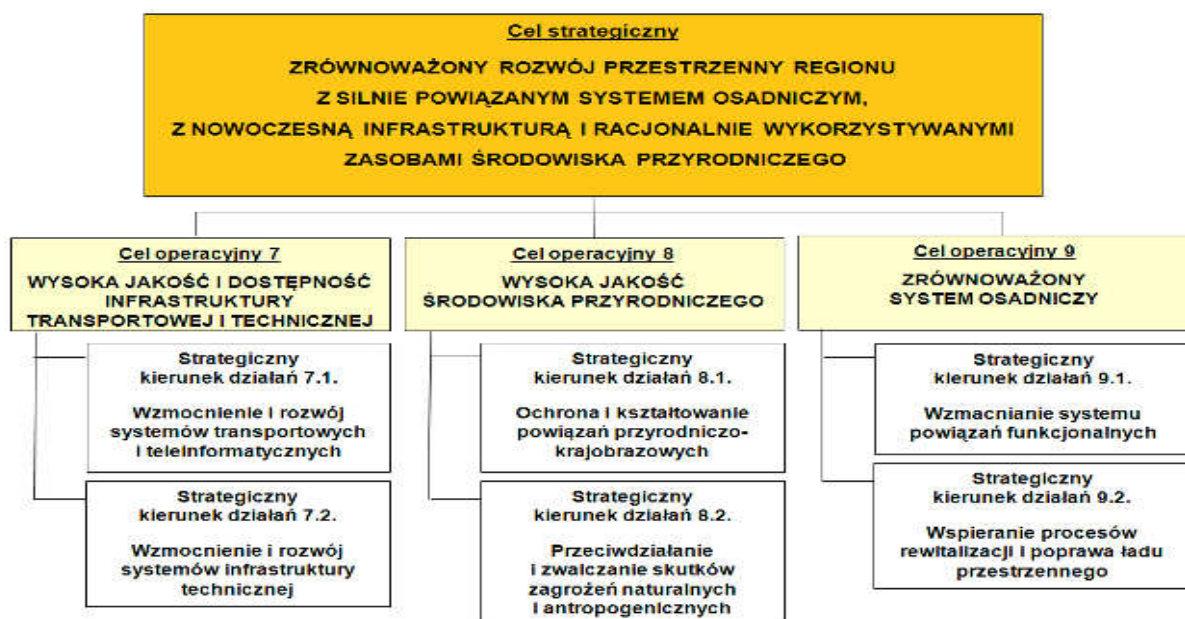 Cel strategiczny
ZRÓWNOWAŻONY ROZWÓJ PRZESTRZENNY REGIONU
Z SILNIE POWIĄZANYM SYSTEMEM OSADNICZYM,
Z NOWOCZESNĄ INFRASTRUKTURĄ I RACJONALNIE WYKORZYSTYWANYMI
ZASOBAMI ŚRODOWISKA PRZYRODNICZEGO
Cel operacyjny 7
WYSOKA JAKOŚĆ I DOSTĘPNOŚĆ
INFRASTRUKTURY
TRANSPORTOWEJ I TECHNICZNEJ
Strategiczny
kierunek działań 7.1.
Wzmocnienie i rozwój
systemów transportowych
i teleinformatycznych
Strategiczny
kierunek działań 7.2.
Wzmocnienie i rozwój
systemów infrastruktury
technicznej
Cel operacyjny 8
WYSOKA JAKOŚĆ
ŚRODOWISKA PRZYRODNICZEGO
Strategiczny
kierunek działań 8.1.
Ochrona i kształtowanie
powiązań przyrodniczo-
krajobrazowych
Strategiczny
kierunek działań 8.2.
Przeciwdziałanie
i zwalczanie skutków
zagrożeń naturalnych
i antropogenicznych
Cel operacyjny 9
ZRÓWNOWAŻONY
SYSTEM OSADNICZY
Strategiczny
kierunek działań 9.1.
Wzmacnianie systemu
powiązań funkcjonalnych
Strategiczny
kierunek działań 9.2.
Wspieranie procesów
rewitalizacji i poprawa ładu
przestrzennego